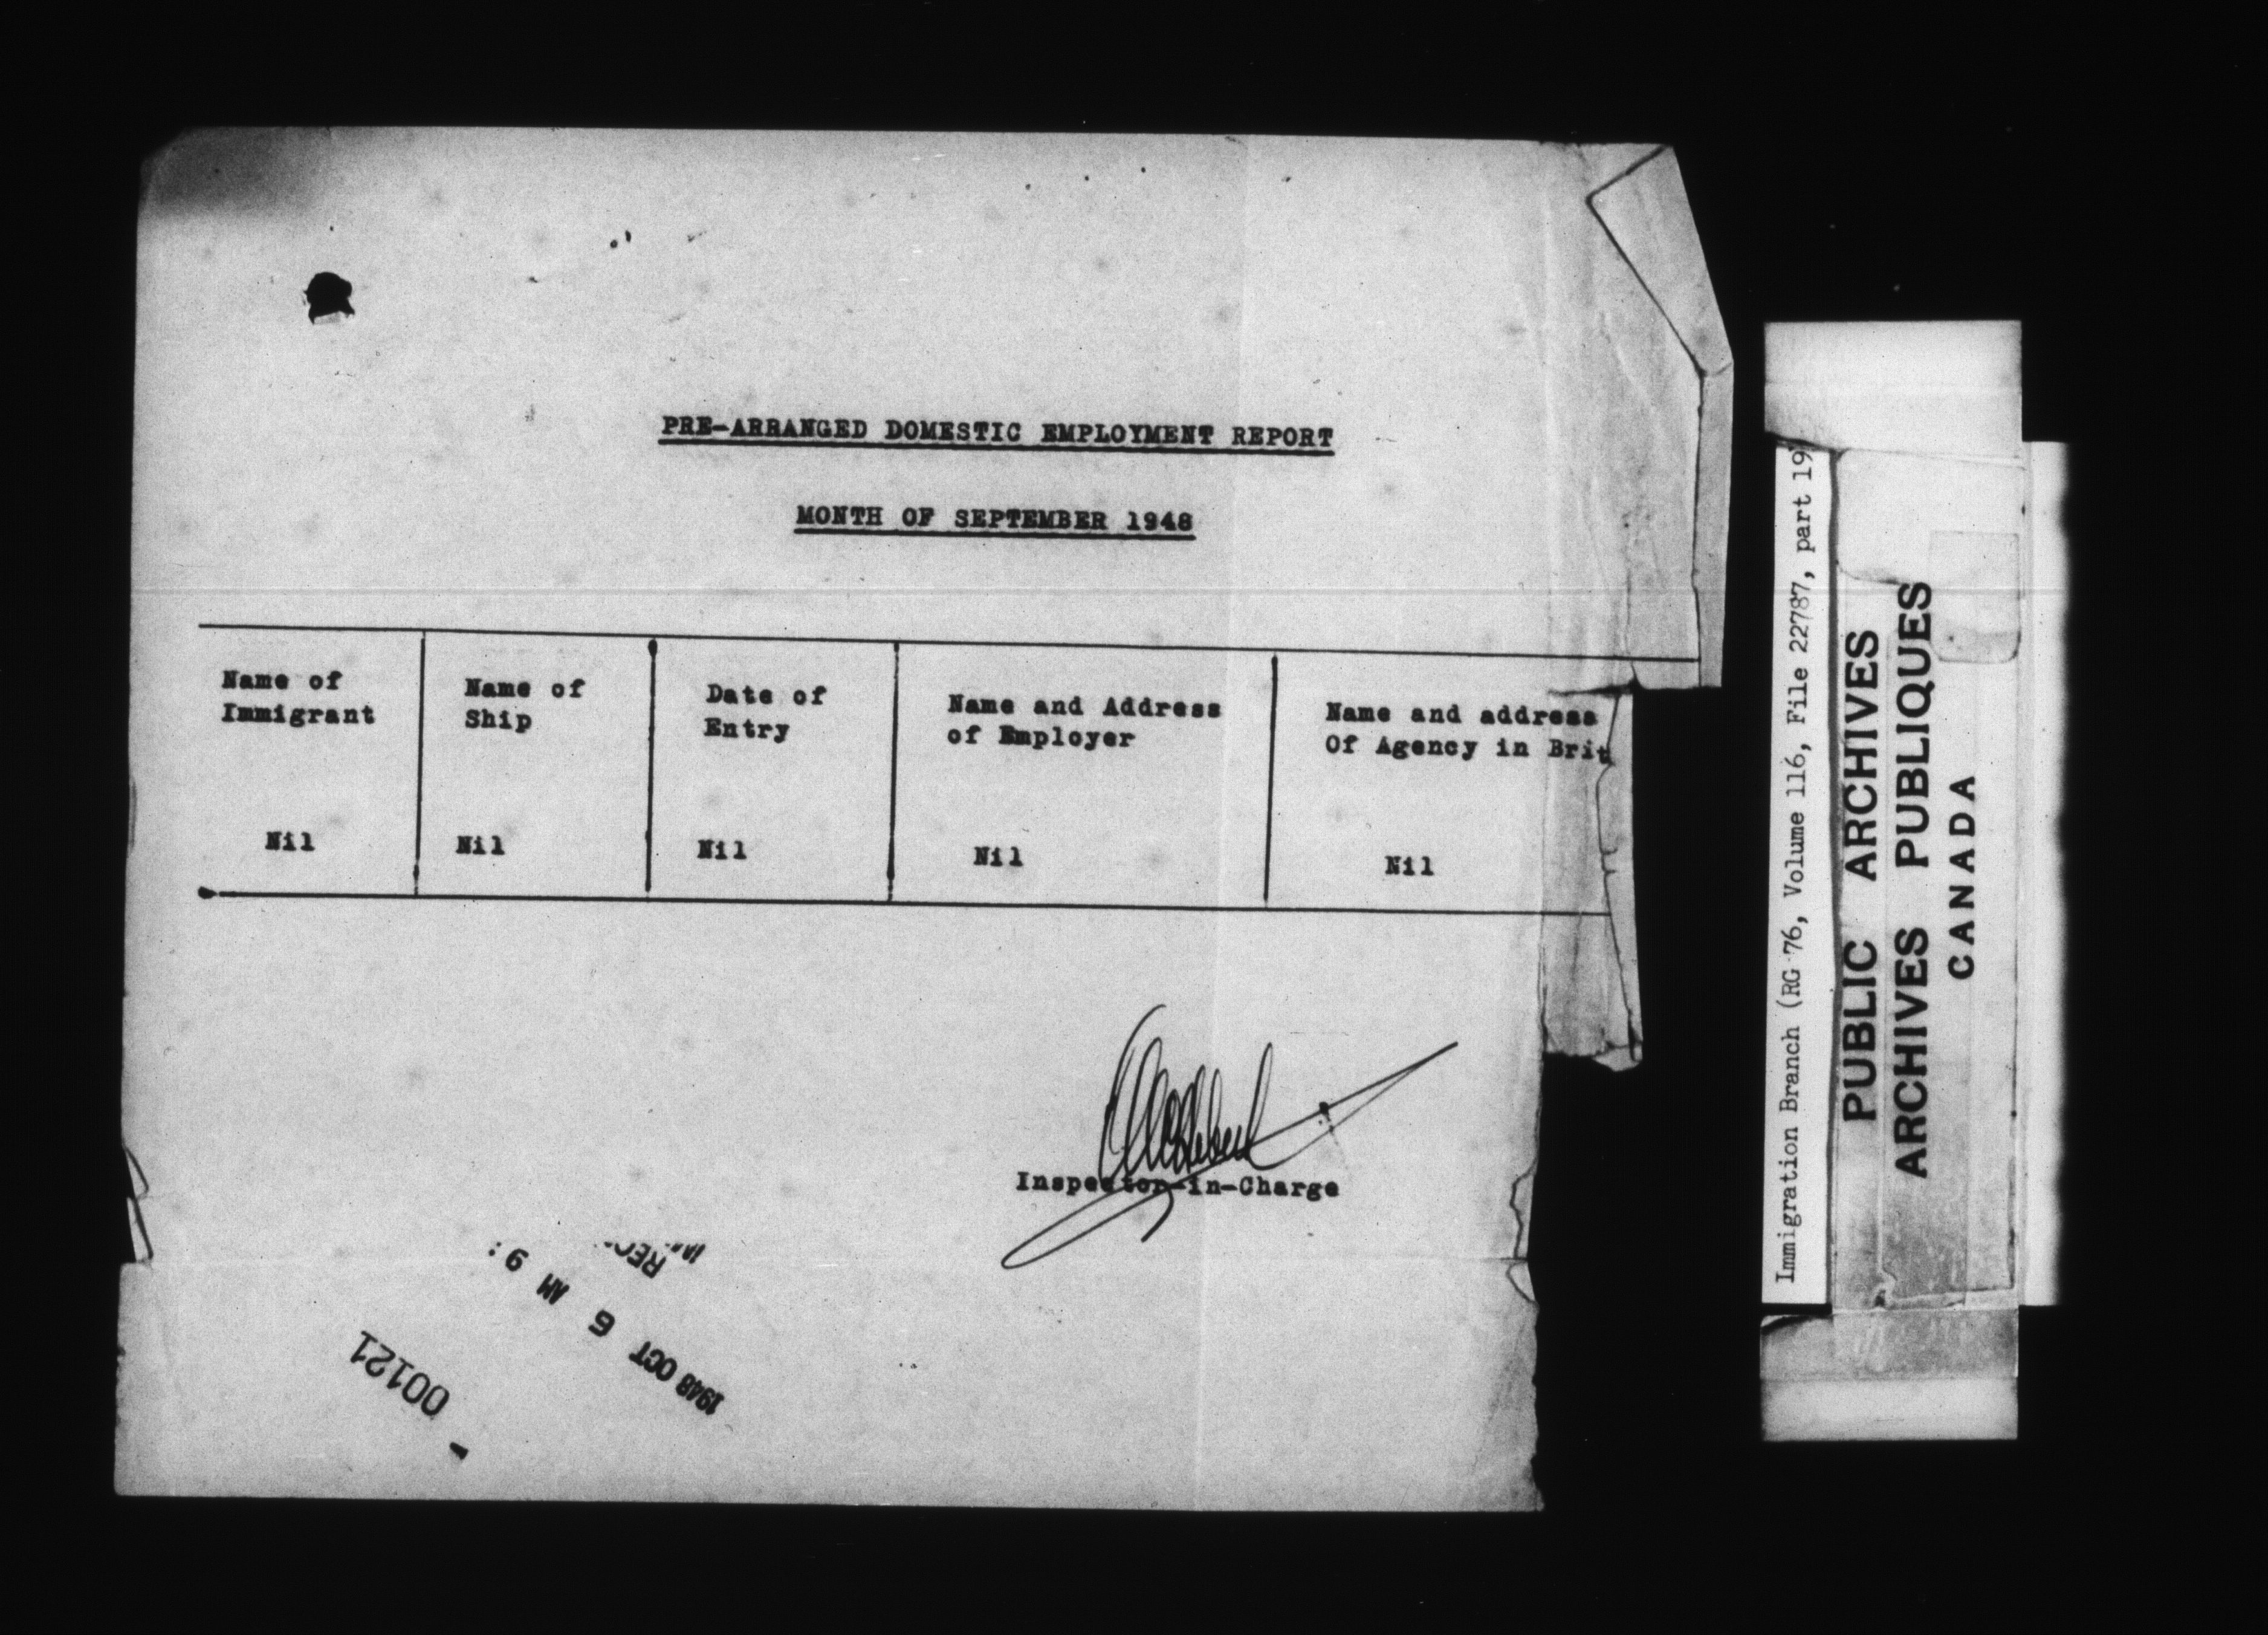 PRE-ARRANGED DOMESTIC EMPLOYMENT REPORT
MONTH OF SEPTEMBER 1948
Name of
Immigrant
Name of
Ship
Date of
Entry
Name and Address
of Employer
Name and address
Of Agency in Brit
Nil
Nil
Nil
Nil
Nil
Inspector-in-Charge
1948 OCT 6 AM 9:
00121
Immigration Branch (RG 76, Volume 116, File 22787, part 19
PUBLIC ARCHIVES
ARCHIVES PUBLIQUES
CANADA